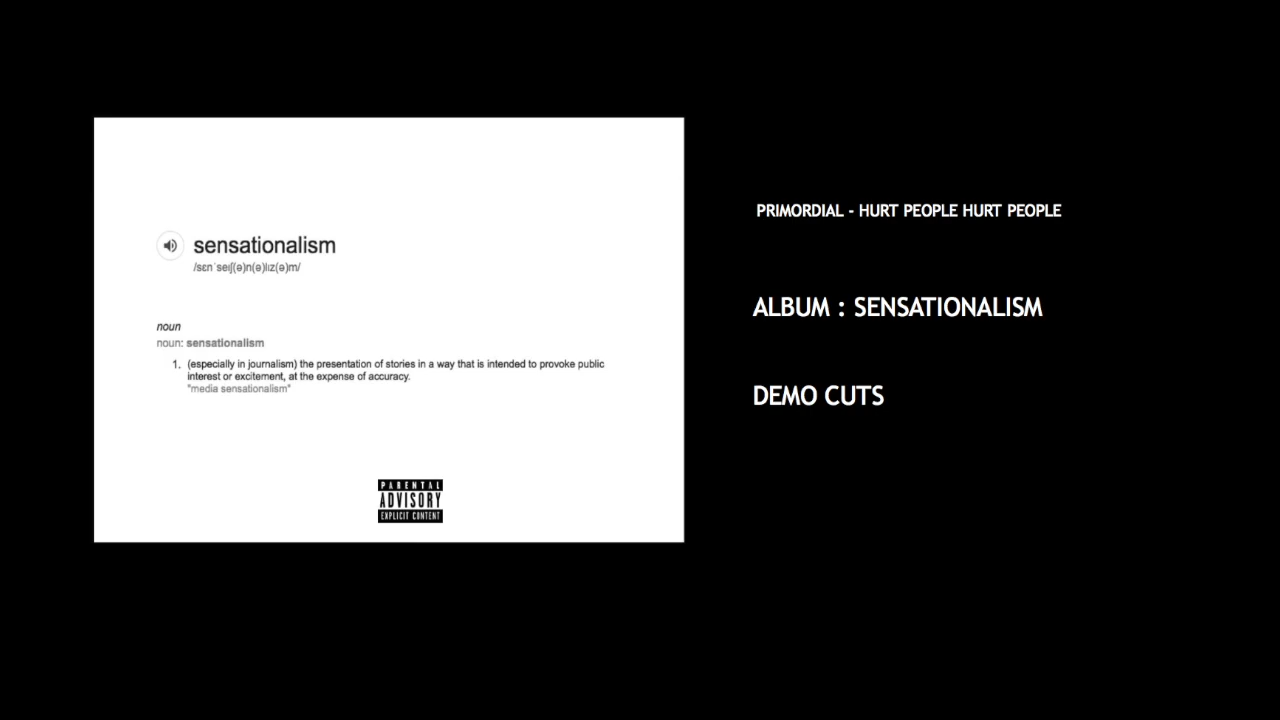 sensationalism
/sɛnˈseɪʃ(ə)n(ə)lɪz(ə)m/
noun
noun: sensationalism
1. (especially in journalism) the presentation of stories in a way that is intended to provoke public
interest or excitement, at the expense of accuracy.
"media sensationalism"
PARENTAL
ADVISORY
EXPLICIT CONTENT
PRIMORDIAL - HURT PEOPLE HURT PEOPLE
ALBUM : SENSATIONALISM
DEMO CUTS